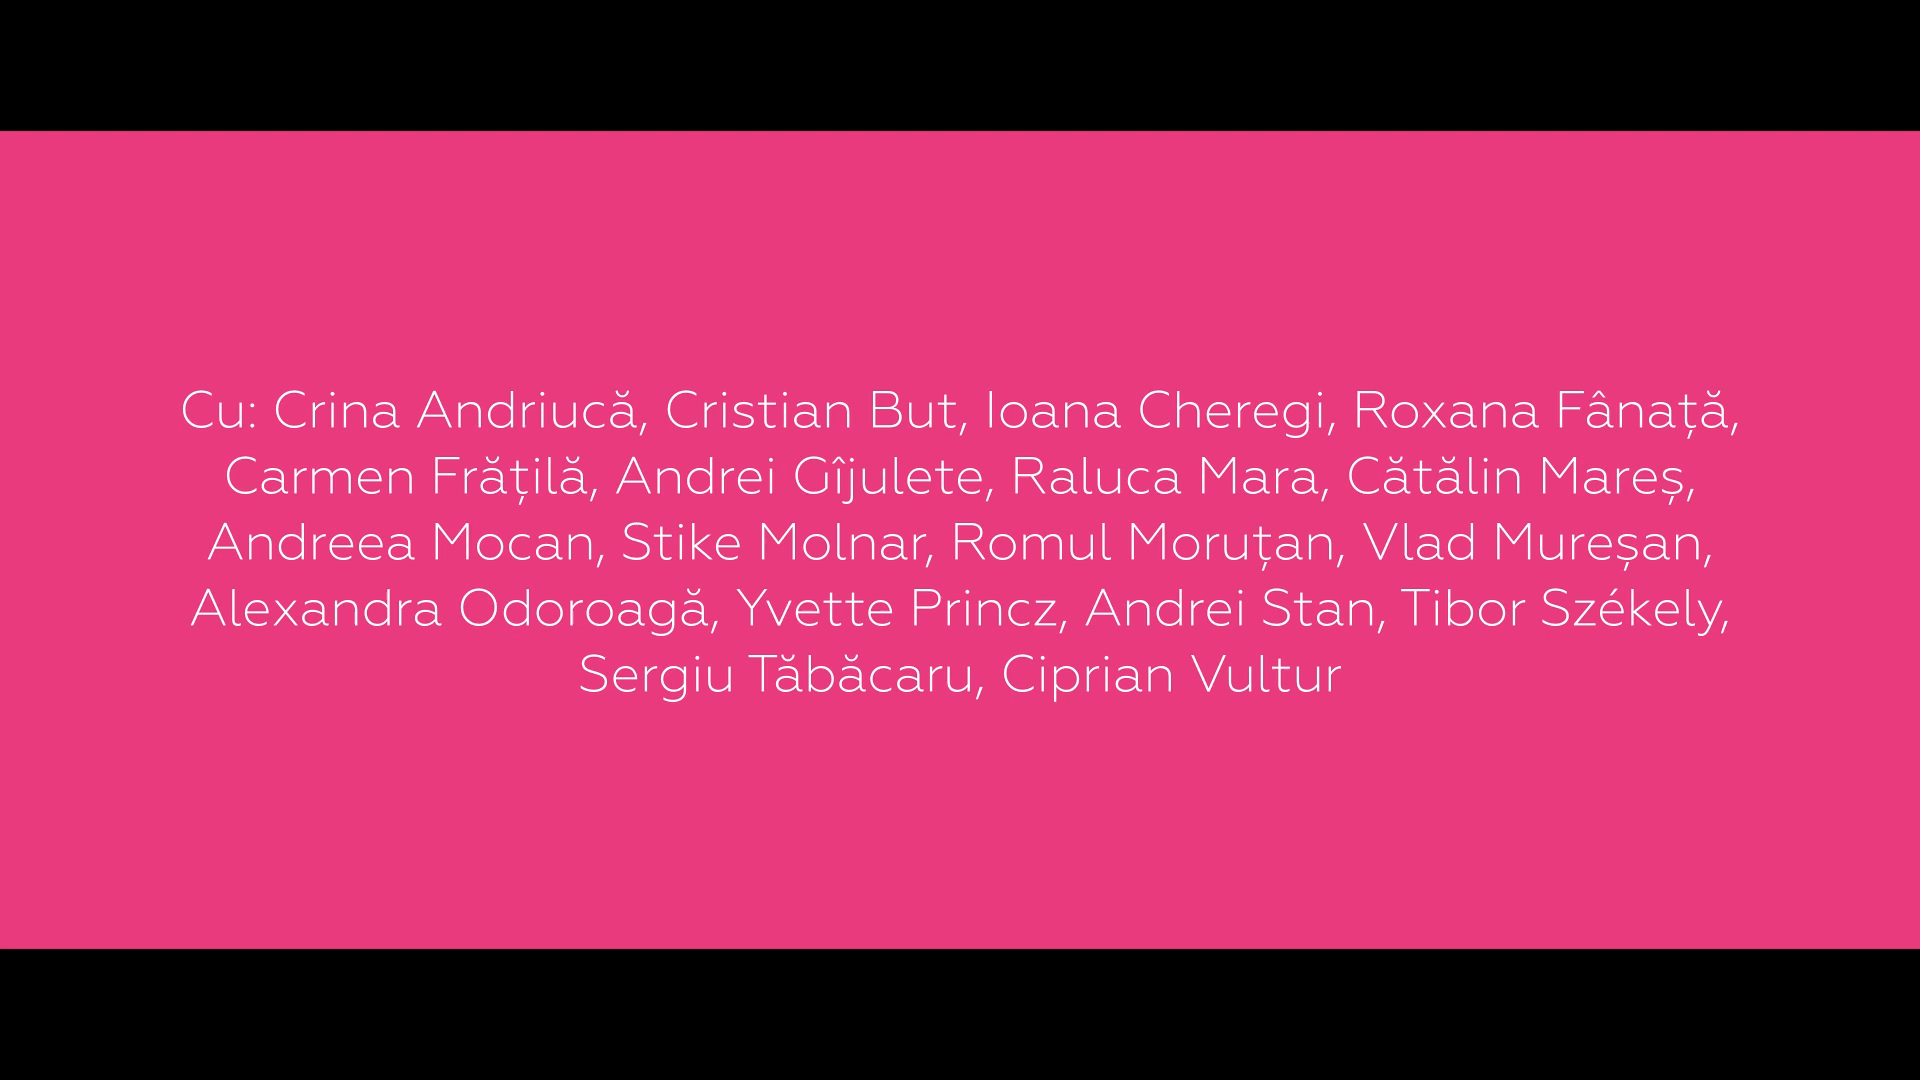 Cu: Crina Andriucă, Cristian But, Ioana Cheregi, Roxana Fânață,
Carmen Frățilă, Andrei Gîjulete, Raluca Mara, Cătălin Mareș,
Andreea Mocan, Stike Molnar, Romul Moruțan, Vlad Mureșan,
Alexandra Odoroagă, Yvette Princz, Andrei Stan, Tibor Székely,
Sergiu Tăbăcaru, Ciprian Vultur